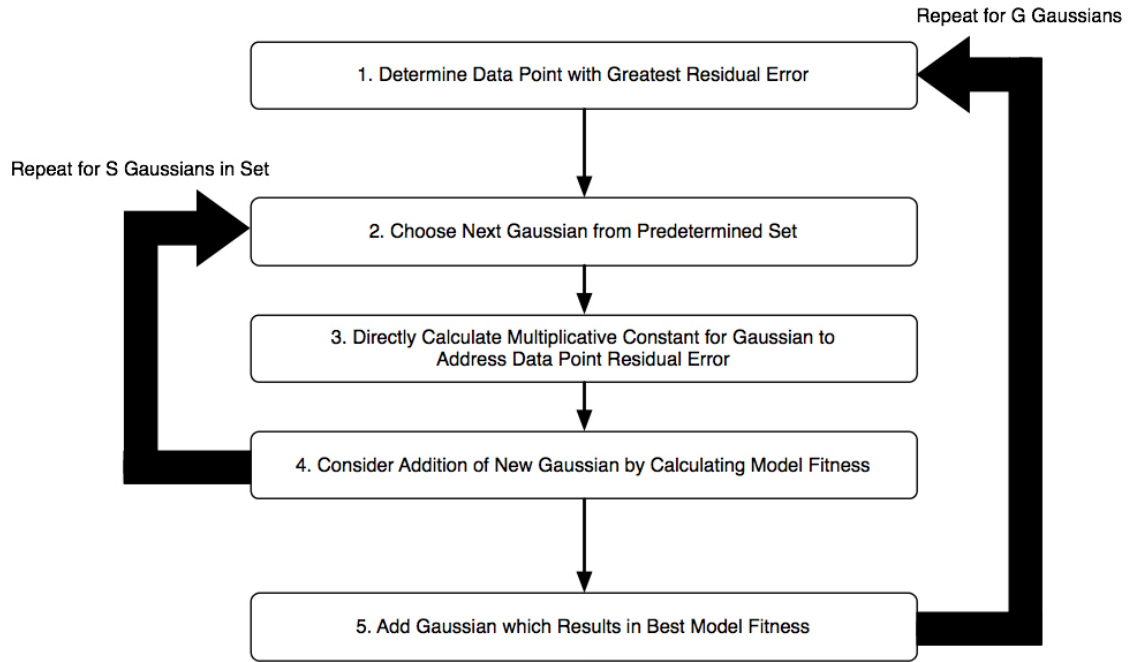 Repeat for G Gaussians
1. Determine Data Point with Greatest Residual Error
Repeat for S Gaussians in Set
2. Choose Next Gaussian from Predetermined Set
3. Directly Calculate Multiplicative Constant for Gaussian to
Address Data Point Residual Error
4. Consider Addition of New Gaussian by Calculating Model Fitness
5. Add Gaussian which Results in Best Model Fitness